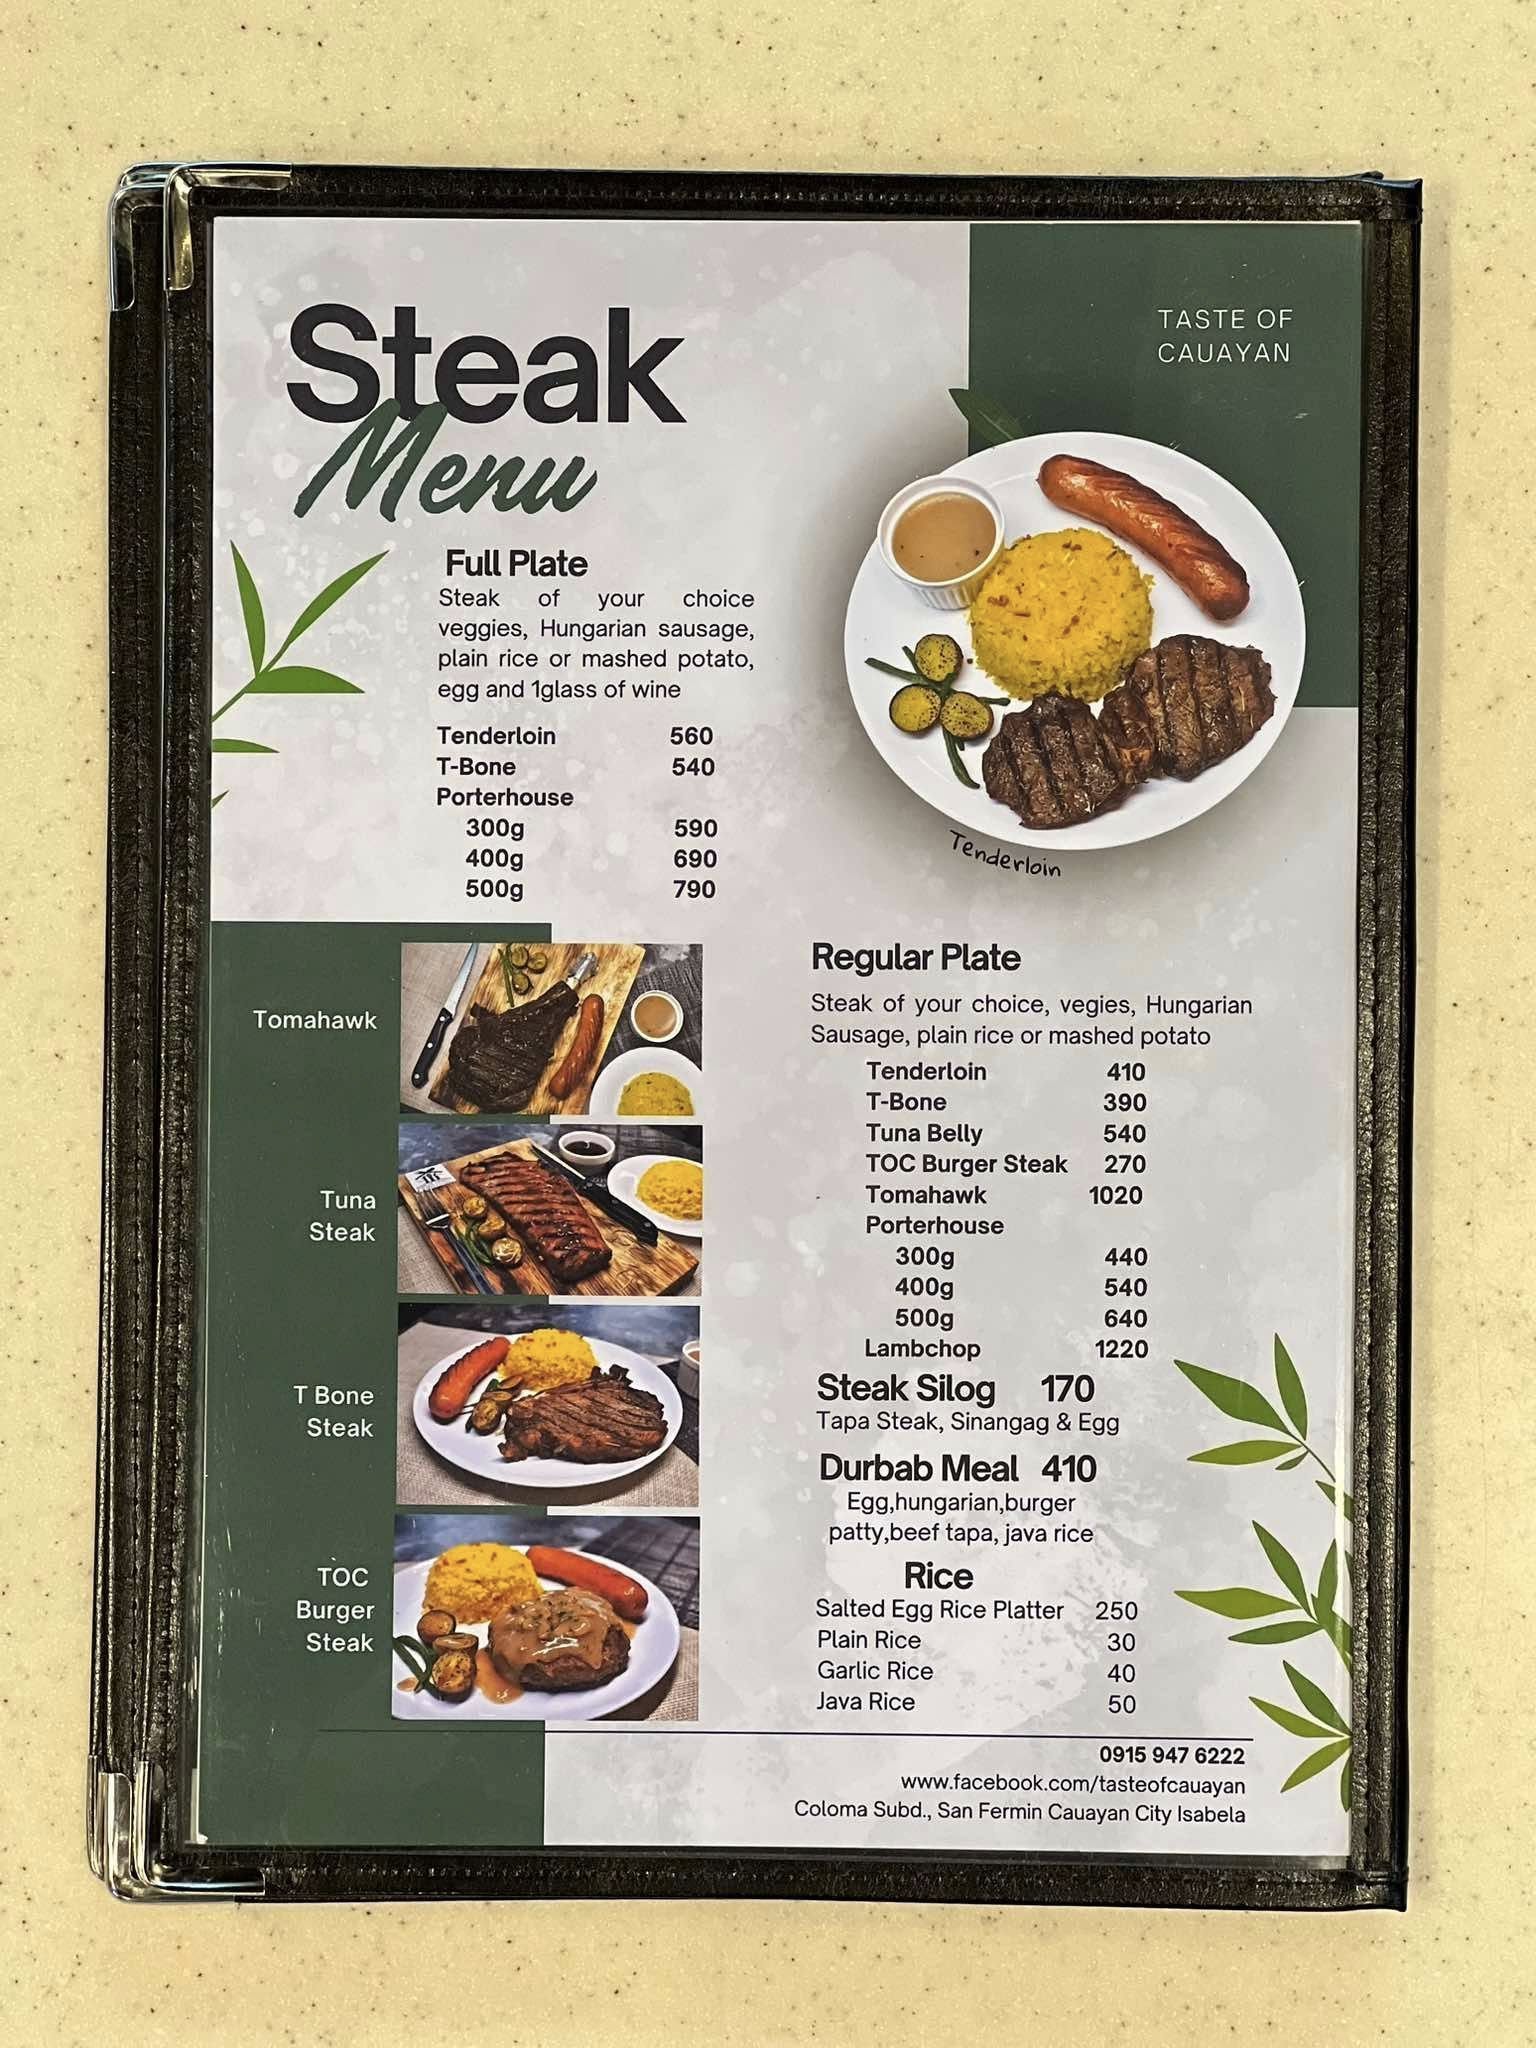 TASTE OF
CAUAYAN
Steak
Menu
Full Plate
Steak of your choice
veggies, Hungarian sausage,
plain rice or mashed potato,
egg and 1glass of wine
Tenderloin 560
T-Bone 540
Porterhouse
300g 590
400g 690
500g 790
Tenderloin
Tomahawk
Tuna
Steak
T Bone
Steak
TOC
Burger
Steak
Regular Plate
Steak of your choice, vegies, Hungarian
Sausage, plain rice or mashed potato
Tenderloin 410
T-Bone 390
Tuna Belly 540
TOC Burger Steak 270
Tomahawk 1020
Porterhouse
300g 440
400g 540
500g 640
Lambchop 1220
Steak Silog 170
Tapa Steak, Sinangag & Egg
Durbab Meal 410
Egg,hungarian,burger
patty,beef tapa, java rice
Rice
Salted Egg Rice Platter 250
Plain Rice 30
Garlic Rice 40
Java Rice 50
0915 947 6222
www.facebook.com/tasteofcauayan
Coloma Subd., San Fermin Cauayan City Isabela